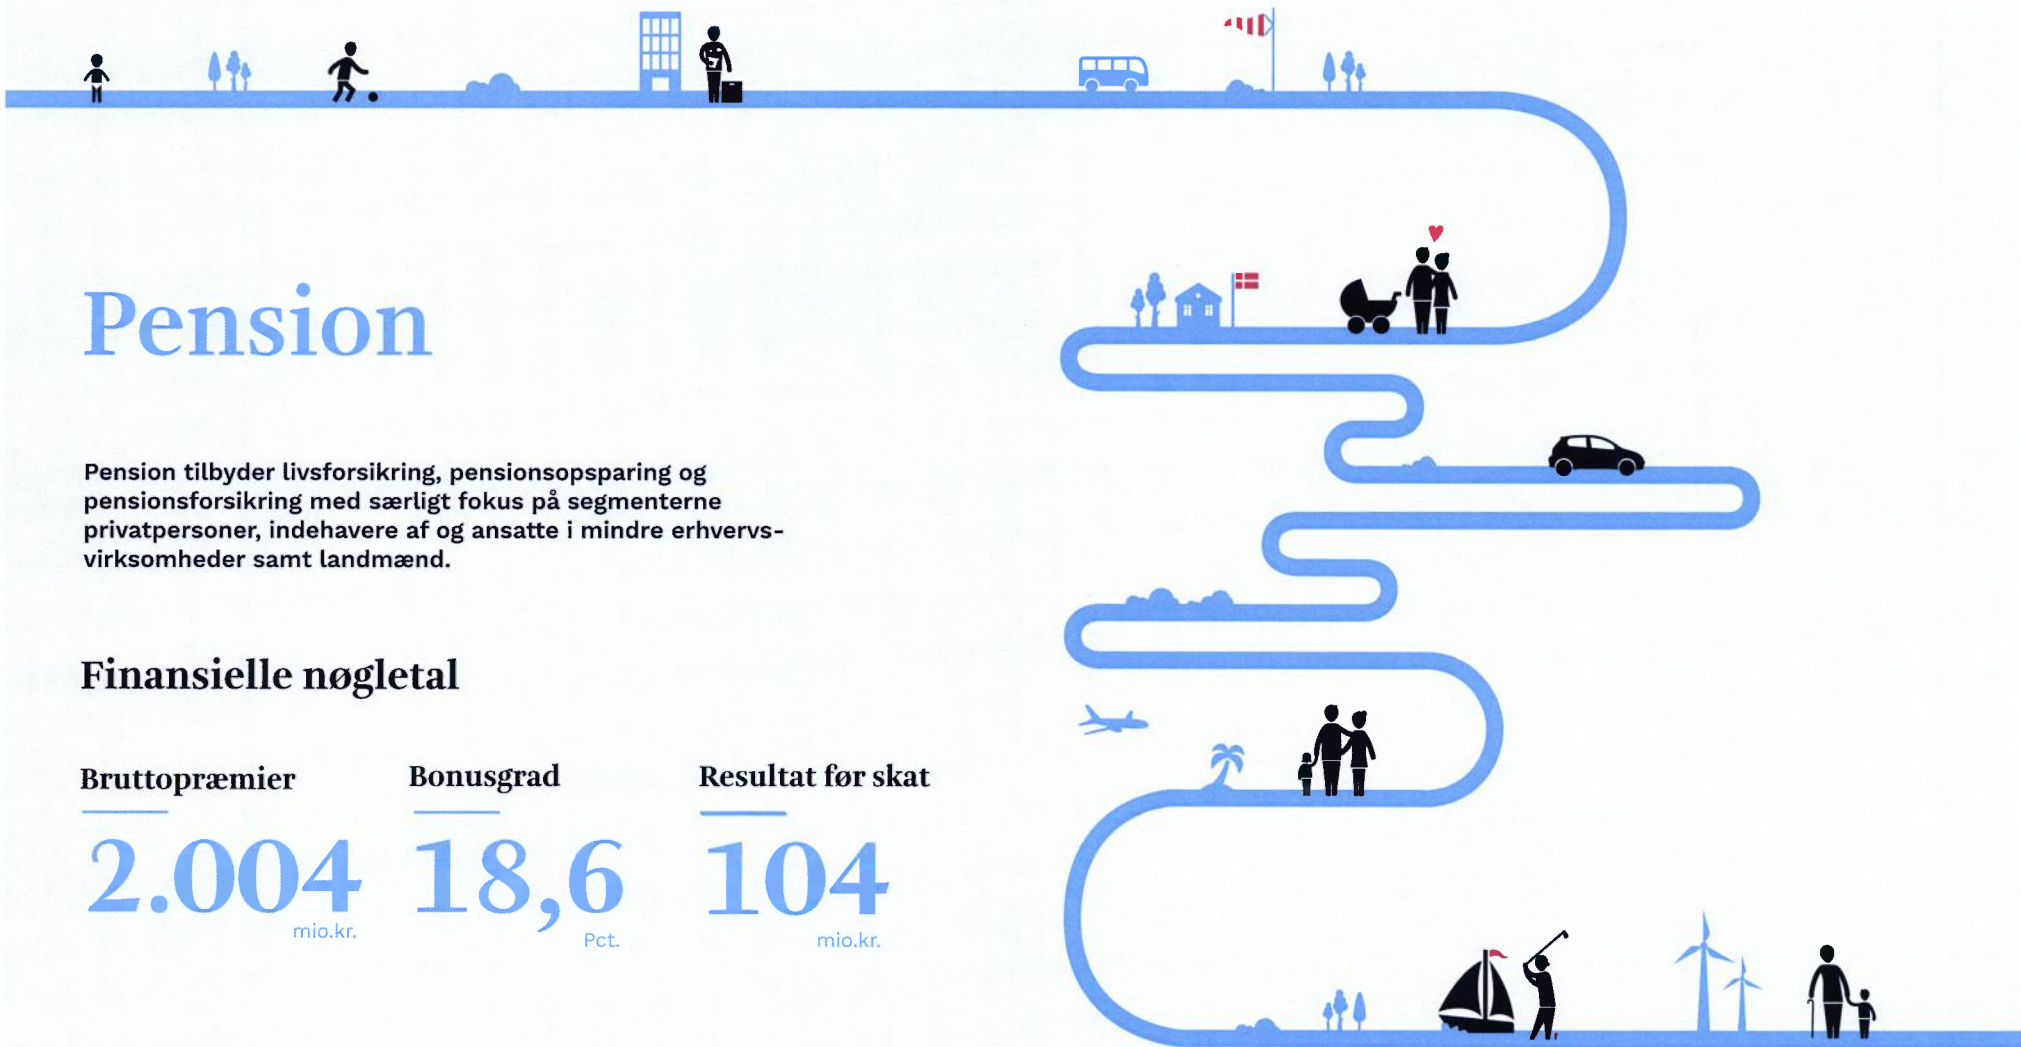 Pension
Pension tilbyder livsforsikring, pensionsopsparing og
pensionsforsikring med særligt fokus på segmenterne
privatpersoner, indehavere af og ansatte i mindre erhvervs-
virksomheder samt landmænd.
Finansielle nøgletal
Bruttopræmier
2.004
mio.kr.
Bonusgrad
18,6
Pct.
Resultat før skat
104
mio.kr.